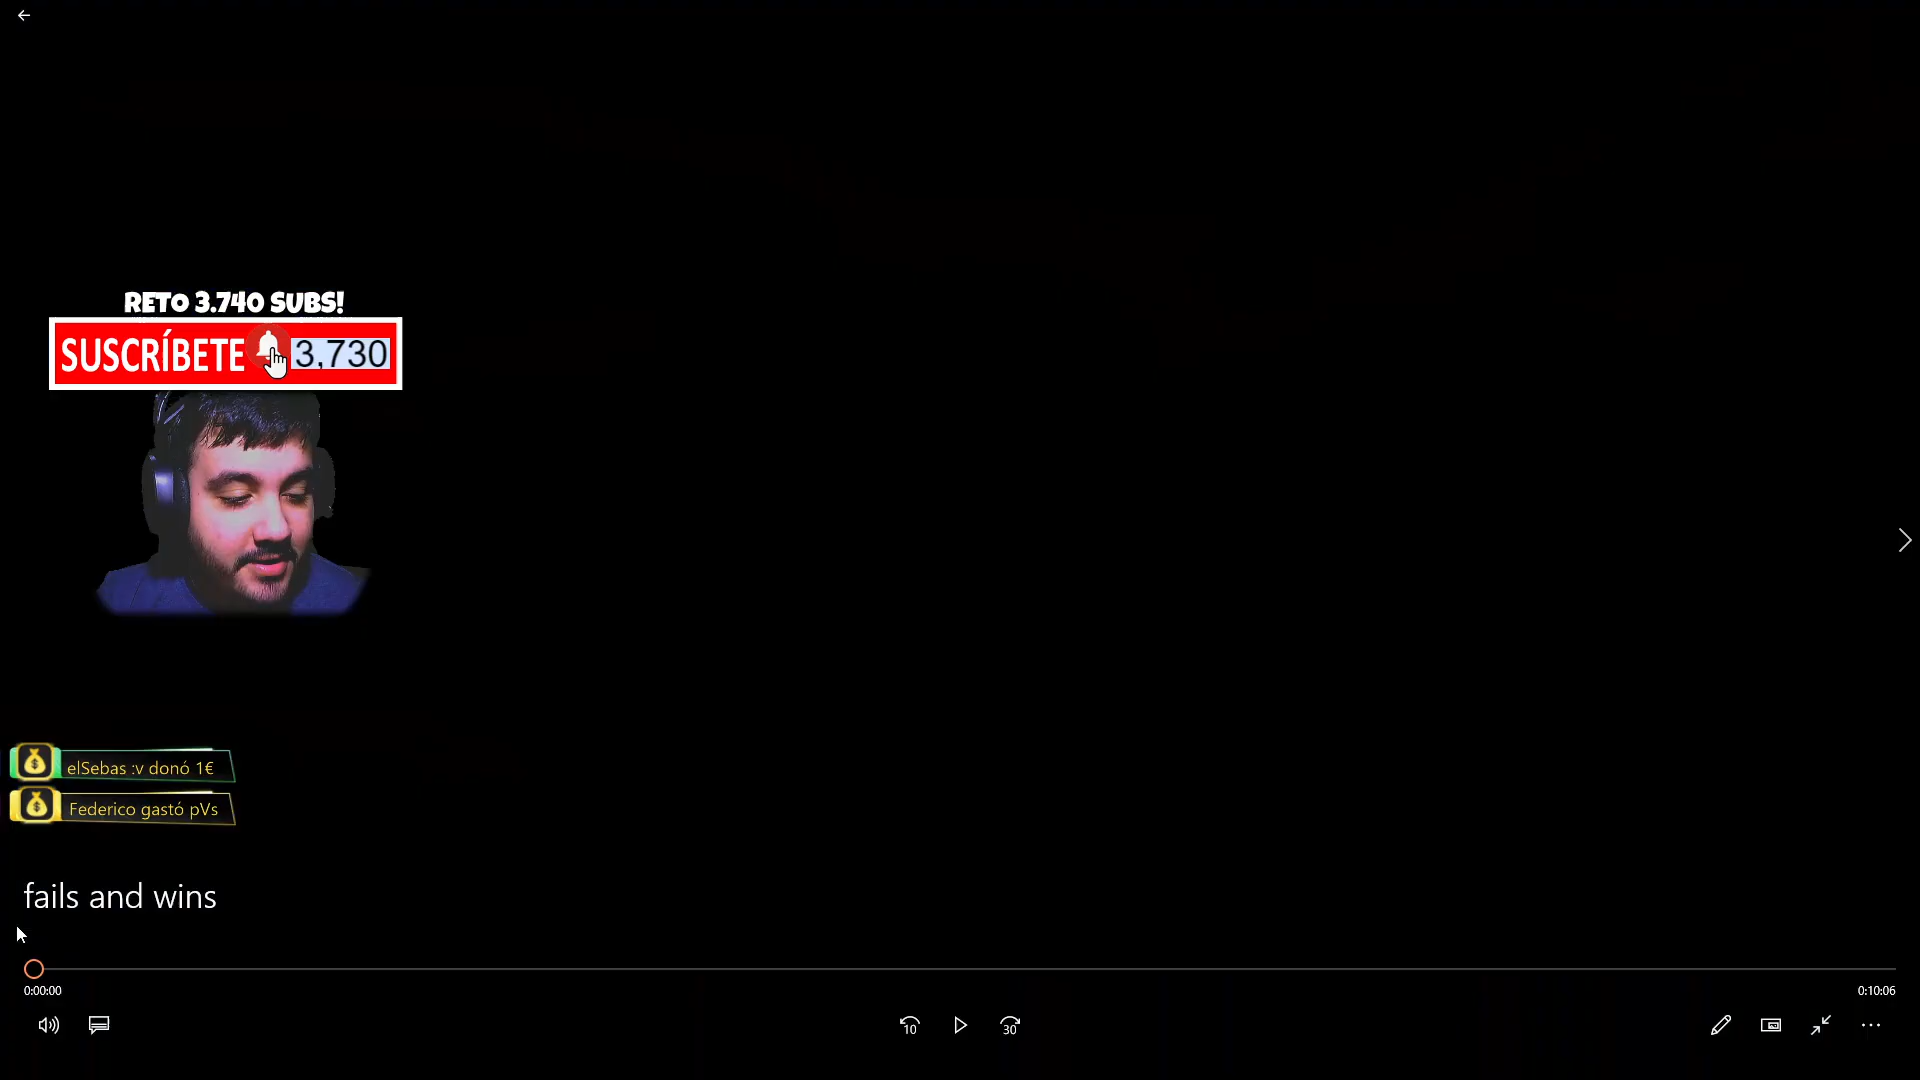 RETO 3.740 SUBS!
SUSCRÍBETE 3,730
elSebas :v donó 1€
Federico gastó pVs
fails and wins
0:00:00
0:10:06
10
30